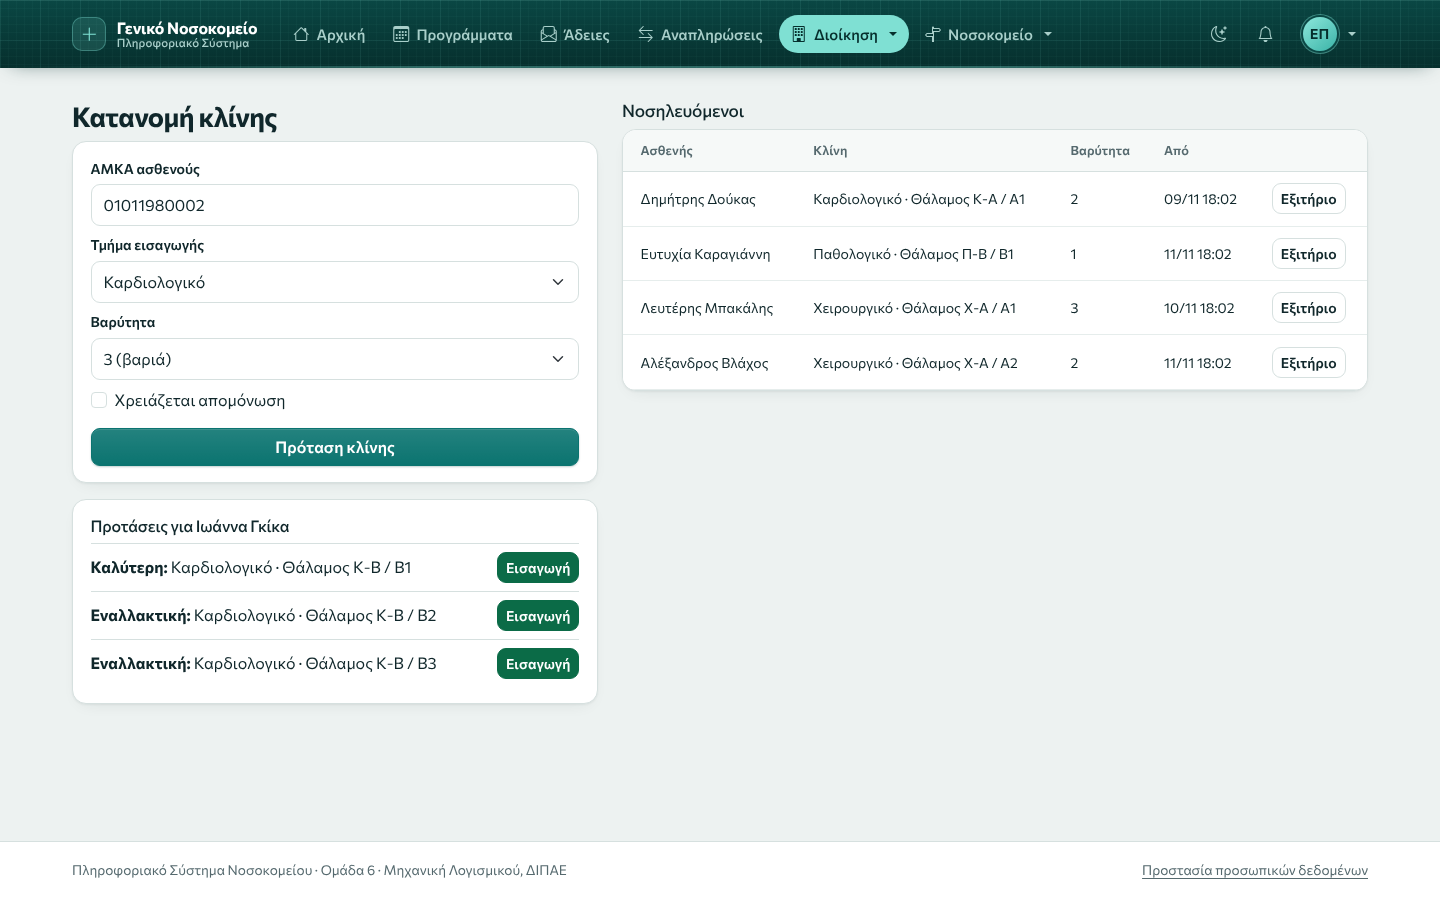 Γενικό Νοσοκομείο
Πληροφοριακό Σύστημα
Αρχική
Προγράμματα
Άδειες
Αναπληρώσεις
Διοίκηση
Νοσοκομείο
ΕΠ
Κατανομή κλίνης
ΑΜΚΑ ασθενούς
01011980002
Τμήμα εισαγωγής
Καρδιολογικό
Βαρύτητα
3 (βαριά)
Χρειάζεται απομόνωση
Πρόταση κλίνης
Προτάσεις για Ιωάννα Γκίκα
Καλύτερη: Καρδιολογικό · Θάλαμος Κ-Β / Β1 Εισαγωγή
Εναλλακτική: Καρδιολογικό · Θάλαμος Κ-Β / Β2 Εισαγωγή
Εναλλακτική: Καρδιολογικό · Θάλαμος Κ-Β / Β3 Εισαγωγή
Νοσηλευόμενοι
Ασθενής Κλίνη Βαρύτητα Από
Δημήτρης Δούκας Καρδιολογικό · Θάλαμος Κ-Α / Α1 2 09/11 18:02 Εξιτήριο
Ευτυχία Καραγιάννη Παθολογικό · Θάλαμος Π-Β / Β1 1 11/11 18:02 Εξιτήριο
Λευτέρης Μπακάλης Χειρουργικό · Θάλαμος Χ-Α / Α1 3 10/11 18:02 Εξιτήριο
Αλέξανδρος Βλάχος Χειρουργικό · Θάλαμος Χ-Α / Α2 2 11/11 18:02 Εξιτήριο
Πληροφοριακό Σύστημα Νοσοκομείου · Ομάδα 6 · Μηχανική Λογισμικού, ΔΙΠΑΕ
Προστασία προσωπικών δεδομένων